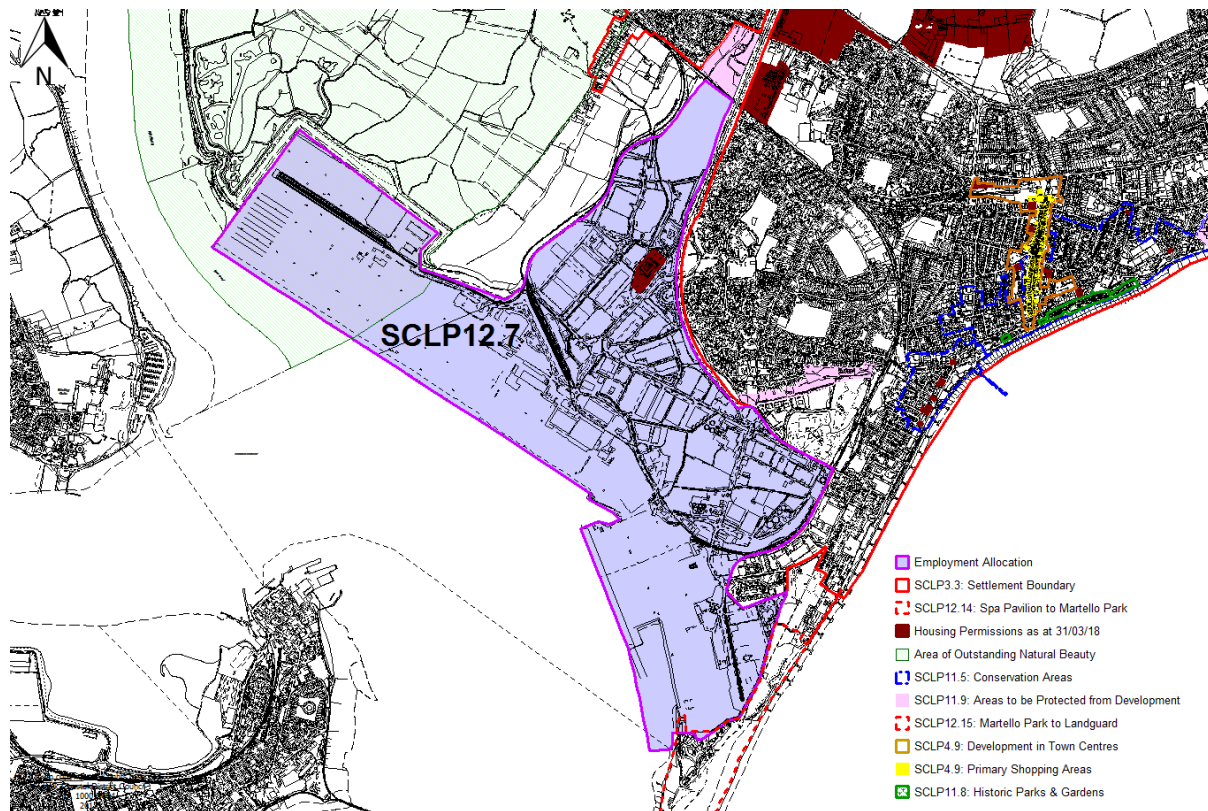 N
SCLP12.7
Employment Allocation
SCLP3.3: Settlement Boundary
SCLP12.14: Spa Pavilion to Martello Park
Housing Permissions as at 31/03/18
Area of Outstanding Natural Beauty
SCLP11.5: Conservation Areas
SCLP11.9: Areas to be Protected from Development
SCLP12.15: Martello Park to Landguard
SCLP4.9: Development in Town Centres
SCLP4.9: Primary Shopping Areas
SCLP11.8: Historic Parks & Gardens